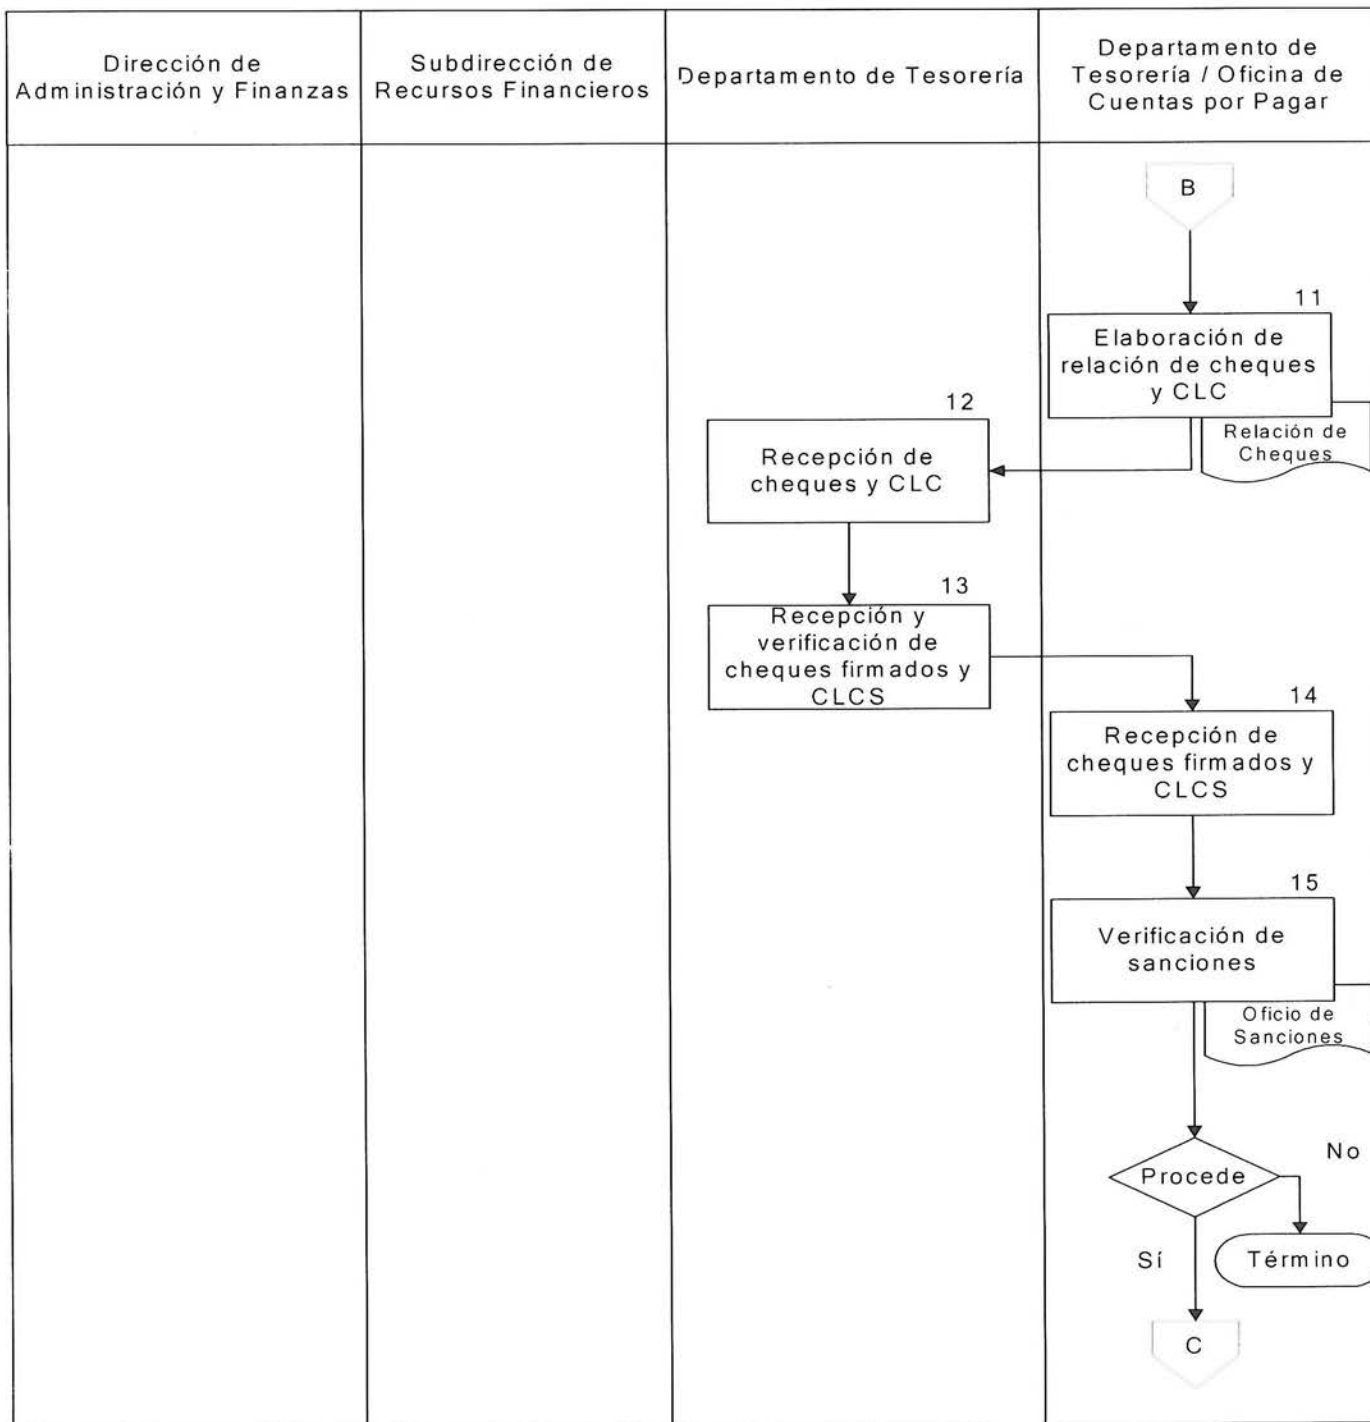 Dirección de
Administración y Finanzas
Subdirección de
Recursos Financieros
Departamento de Tesorería
Departamento de
Tesorería / Oficina de
Cuentas por Pagar
B
11
Elaboración de
relación de cheques
y CLC
Relación de
Cheques
12
Recepción de
cheques y CLC
13
Recepción y
verificación de
cheques firmados y
CLCS
14
Recepción de
cheques firmados y
CLCS
15
Verificación de
sanciones
Oficio de
Sanciones
Procede
No
Sí
Término
C